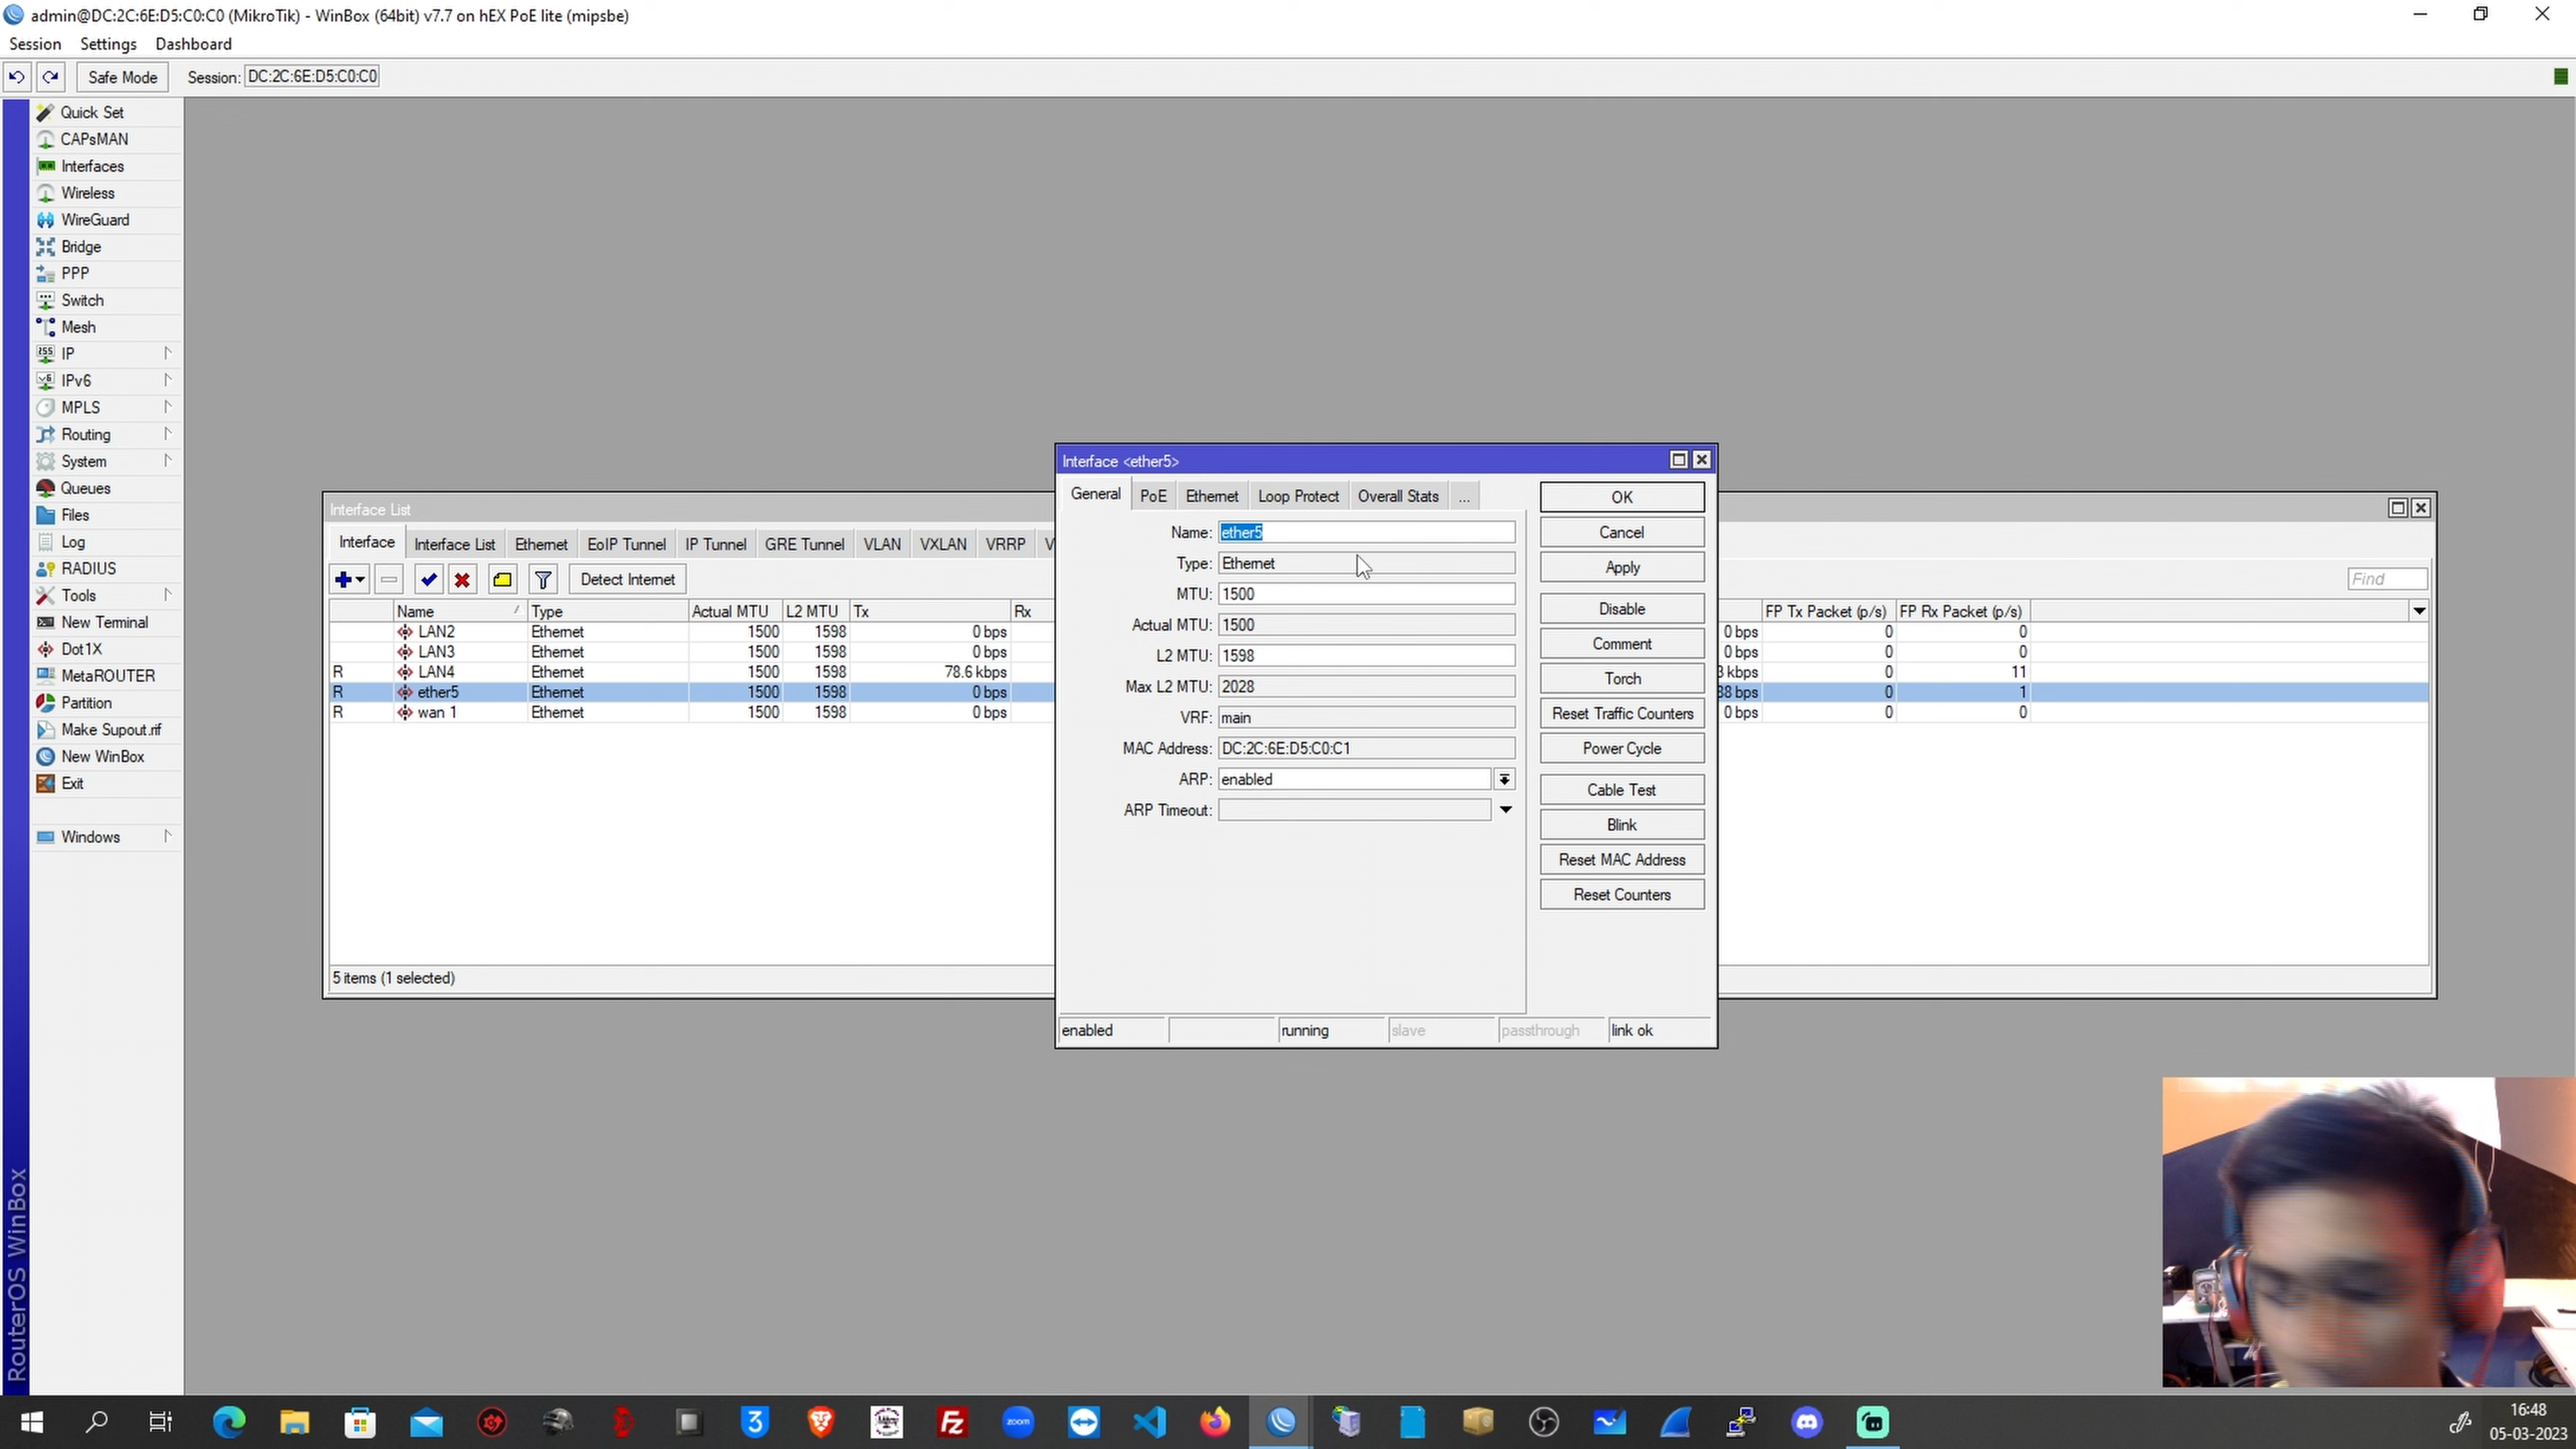 admin@DC:2C:6E:D5:C0:C0 (MikroTik) - WinBox (64bit) v7.7 on hEX PoE lite (mipsbe)
Session Settings Dashboard
Safe Mode Session: DC:2C:6E:D5:C0:C0
Quick Set
CAPsMAN
Interfaces
Wireless
WireGuard
Bridge
PPP
Switch
Mesh
IP
IPv6
MPLS
Routing
System
Queues
Files
Log
RADIUS
Tools
New Terminal
Dot1X
MetaROUTER
Partition
Make Supout.rif
New WinBox
Exit
Windows
RouterOS WinBox
Interface List
Interface Interface List Ethernet EoIP Tunnel IP Tunnel GRE Tunnel VLAN VXLAN VRRP V
Detect Internet Find
Name Type Actual MTU L2 MTU Tx Rx FP Tx Packet (p/s) FP Rx Packet (p/s)
LAN2 Ethernet 1500 1598 0 bps 0 bps 0 0
LAN3 Ethernet 1500 1598 0 bps 0 bps 0 0
R LAN4 Ethernet 1500 1598 78.6 kbps kbps 0 11
R ether5 Ethernet 1500 1598 0 bps 88 bps 0 1
R wan 1 Ethernet 1500 1598 0 bps 0 bps 0 0
5 items (1 selected)
Interface <ether5>
General PoE Ethernet Loop Protect Overall Stats ...
Name: ether5
Type: Ethernet
MTU: 1500
Actual MTU: 1500
L2 MTU: 1598
Max L2 MTU: 2028
VRF: main
MAC Address: DC:2C:6E:D5:C0:C1
ARP: enabled
ARP Timeout:
OK
Cancel
Apply
Disable
Comment
Torch
Reset Traffic Counters
Power Cycle
Cable Test
Blink
Reset MAC Address
Reset Counters
enabled running slave passthrough link ok
3 Fz zoom
16:48
05-03-2023